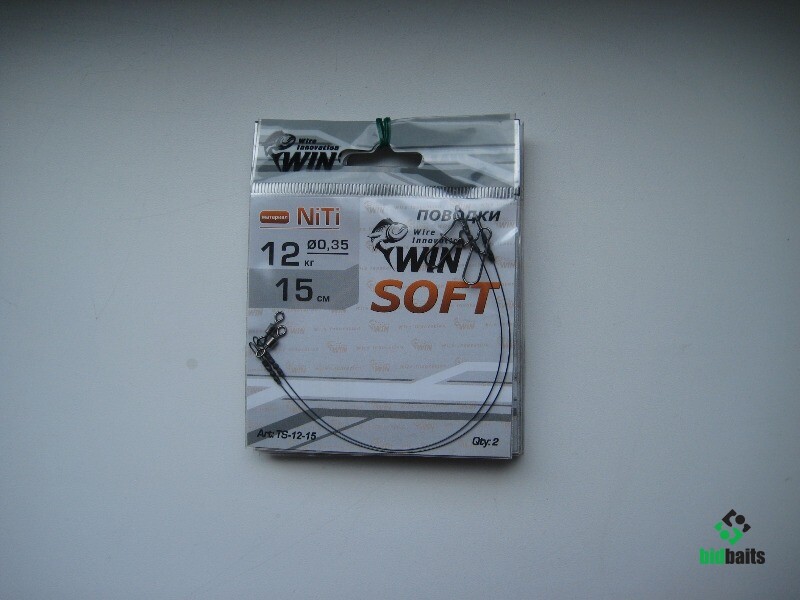 Wire
Innovation
WIN
материал NiTi
ПОВОДКИ
12 кг Ø0,35
Wire
Innovation
WIN
15 см
SOFT
Art: TS-12-15
Qty: 2
bidbaits